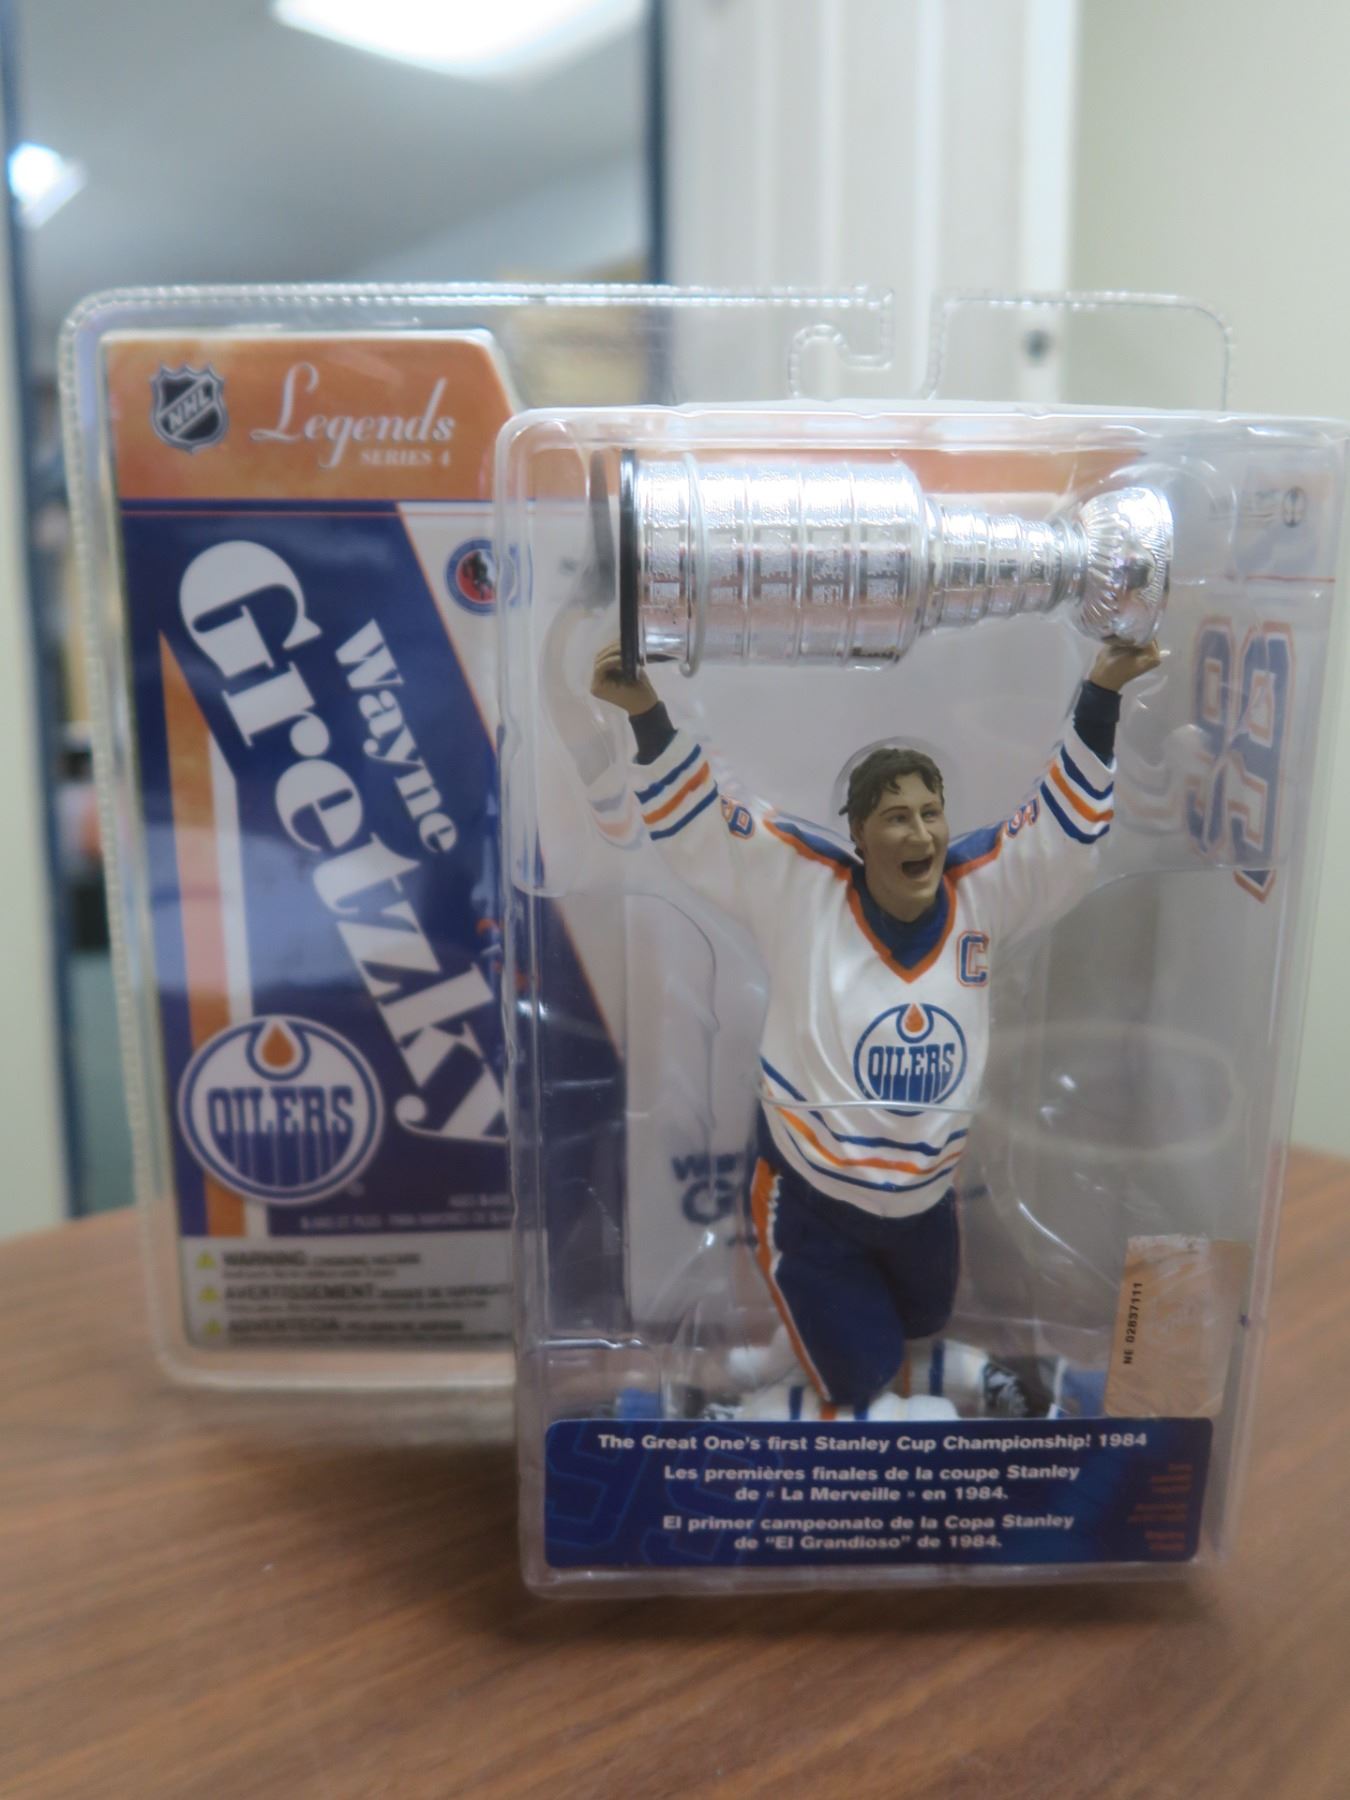 NHL
Legends
SERIES 4
Wayne
Gretzky
OILERS
WARNING:
AVERTISSEMENT:
ADVERTENCIA:
99
99
C
OILERS
NE 02837111
The Great One's first Stanley Cup Championship! 1984
Les premières finales de la coupe Stanley
de « La Merveille » en 1984.
El primer campeonato de la Copa Stanley
de "El Grandioso" de 1984.